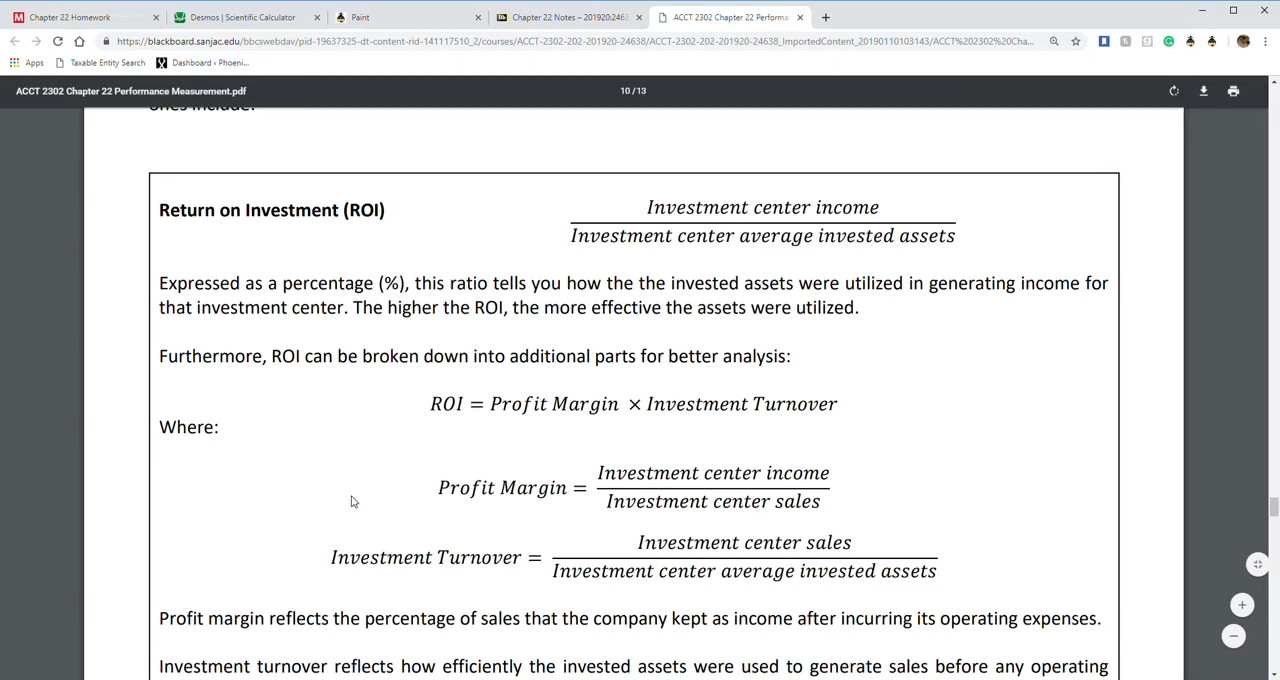 Chapter 22 Homework
Desmos | Scientific Calculator
Paint
Chapter 22 Notes – 201920:2463
ACCT 2302 Chapter 22 Performa
https://blackboard.sanjac.edu/bbcswebdav/pid-19637325-dt-content-rid-141117510_2/courses/ACCT-2302-202-201920-24638/ACCT-2302-202-201920-24638_ImportedContent_20190110103143/ACCT%202302%20Cha...
Apps
Taxable Entity Search
Dashboard ‹ Phoeni...
ACCT 2302 Chapter 22 Performance Measurement.pdf
10 / 13
ones include:
Return on Investment (ROI)
Investment center income
Investment center average invested assets
Expressed as a percentage (%), this ratio tells you how the the invested assets were utilized in generating income for
that investment center. The higher the ROI, the more effective the assets were utilized.
Furthermore, ROI can be broken down into additional parts for better analysis:
ROI = Profit Margin × Investment Turnover
Where:
Profit Margin =
Investment center income
Investment center sales
Investment Turnover =
Investment center sales
Investment center average invested assets
Profit margin reflects the percentage of sales that the company kept as income after incurring its operating expenses.
Investment turnover reflects how efficiently the invested assets were used to generate sales before any operating